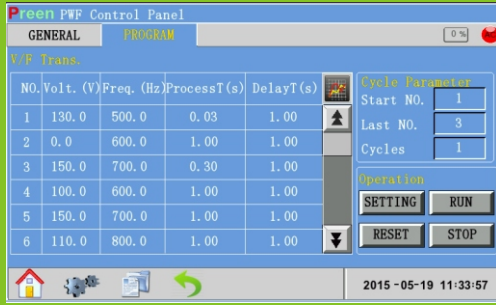 Preen PWF Control Panel
GENERAL PROGRAM 0 %
V/F Trans.
NO. Volt. (V) Freq. (Hz) ProcessT(s) DelayT(s)
1 130.0 500.0 0.03 1.00
2 0.0 600.0 1.00 1.00
3 150.0 700.0 0.30 1.00
4 100.0 600.0 1.00 1.00
5 150.0 700.0 1.00 1.00
6 110.0 800.0 1.00 1.00
Cycle Parameter
Start NO. 1
Last NO. 3
Cycles 1
Operation
SETTING RUN
RESET STOP
2015-05-19 11:33:57